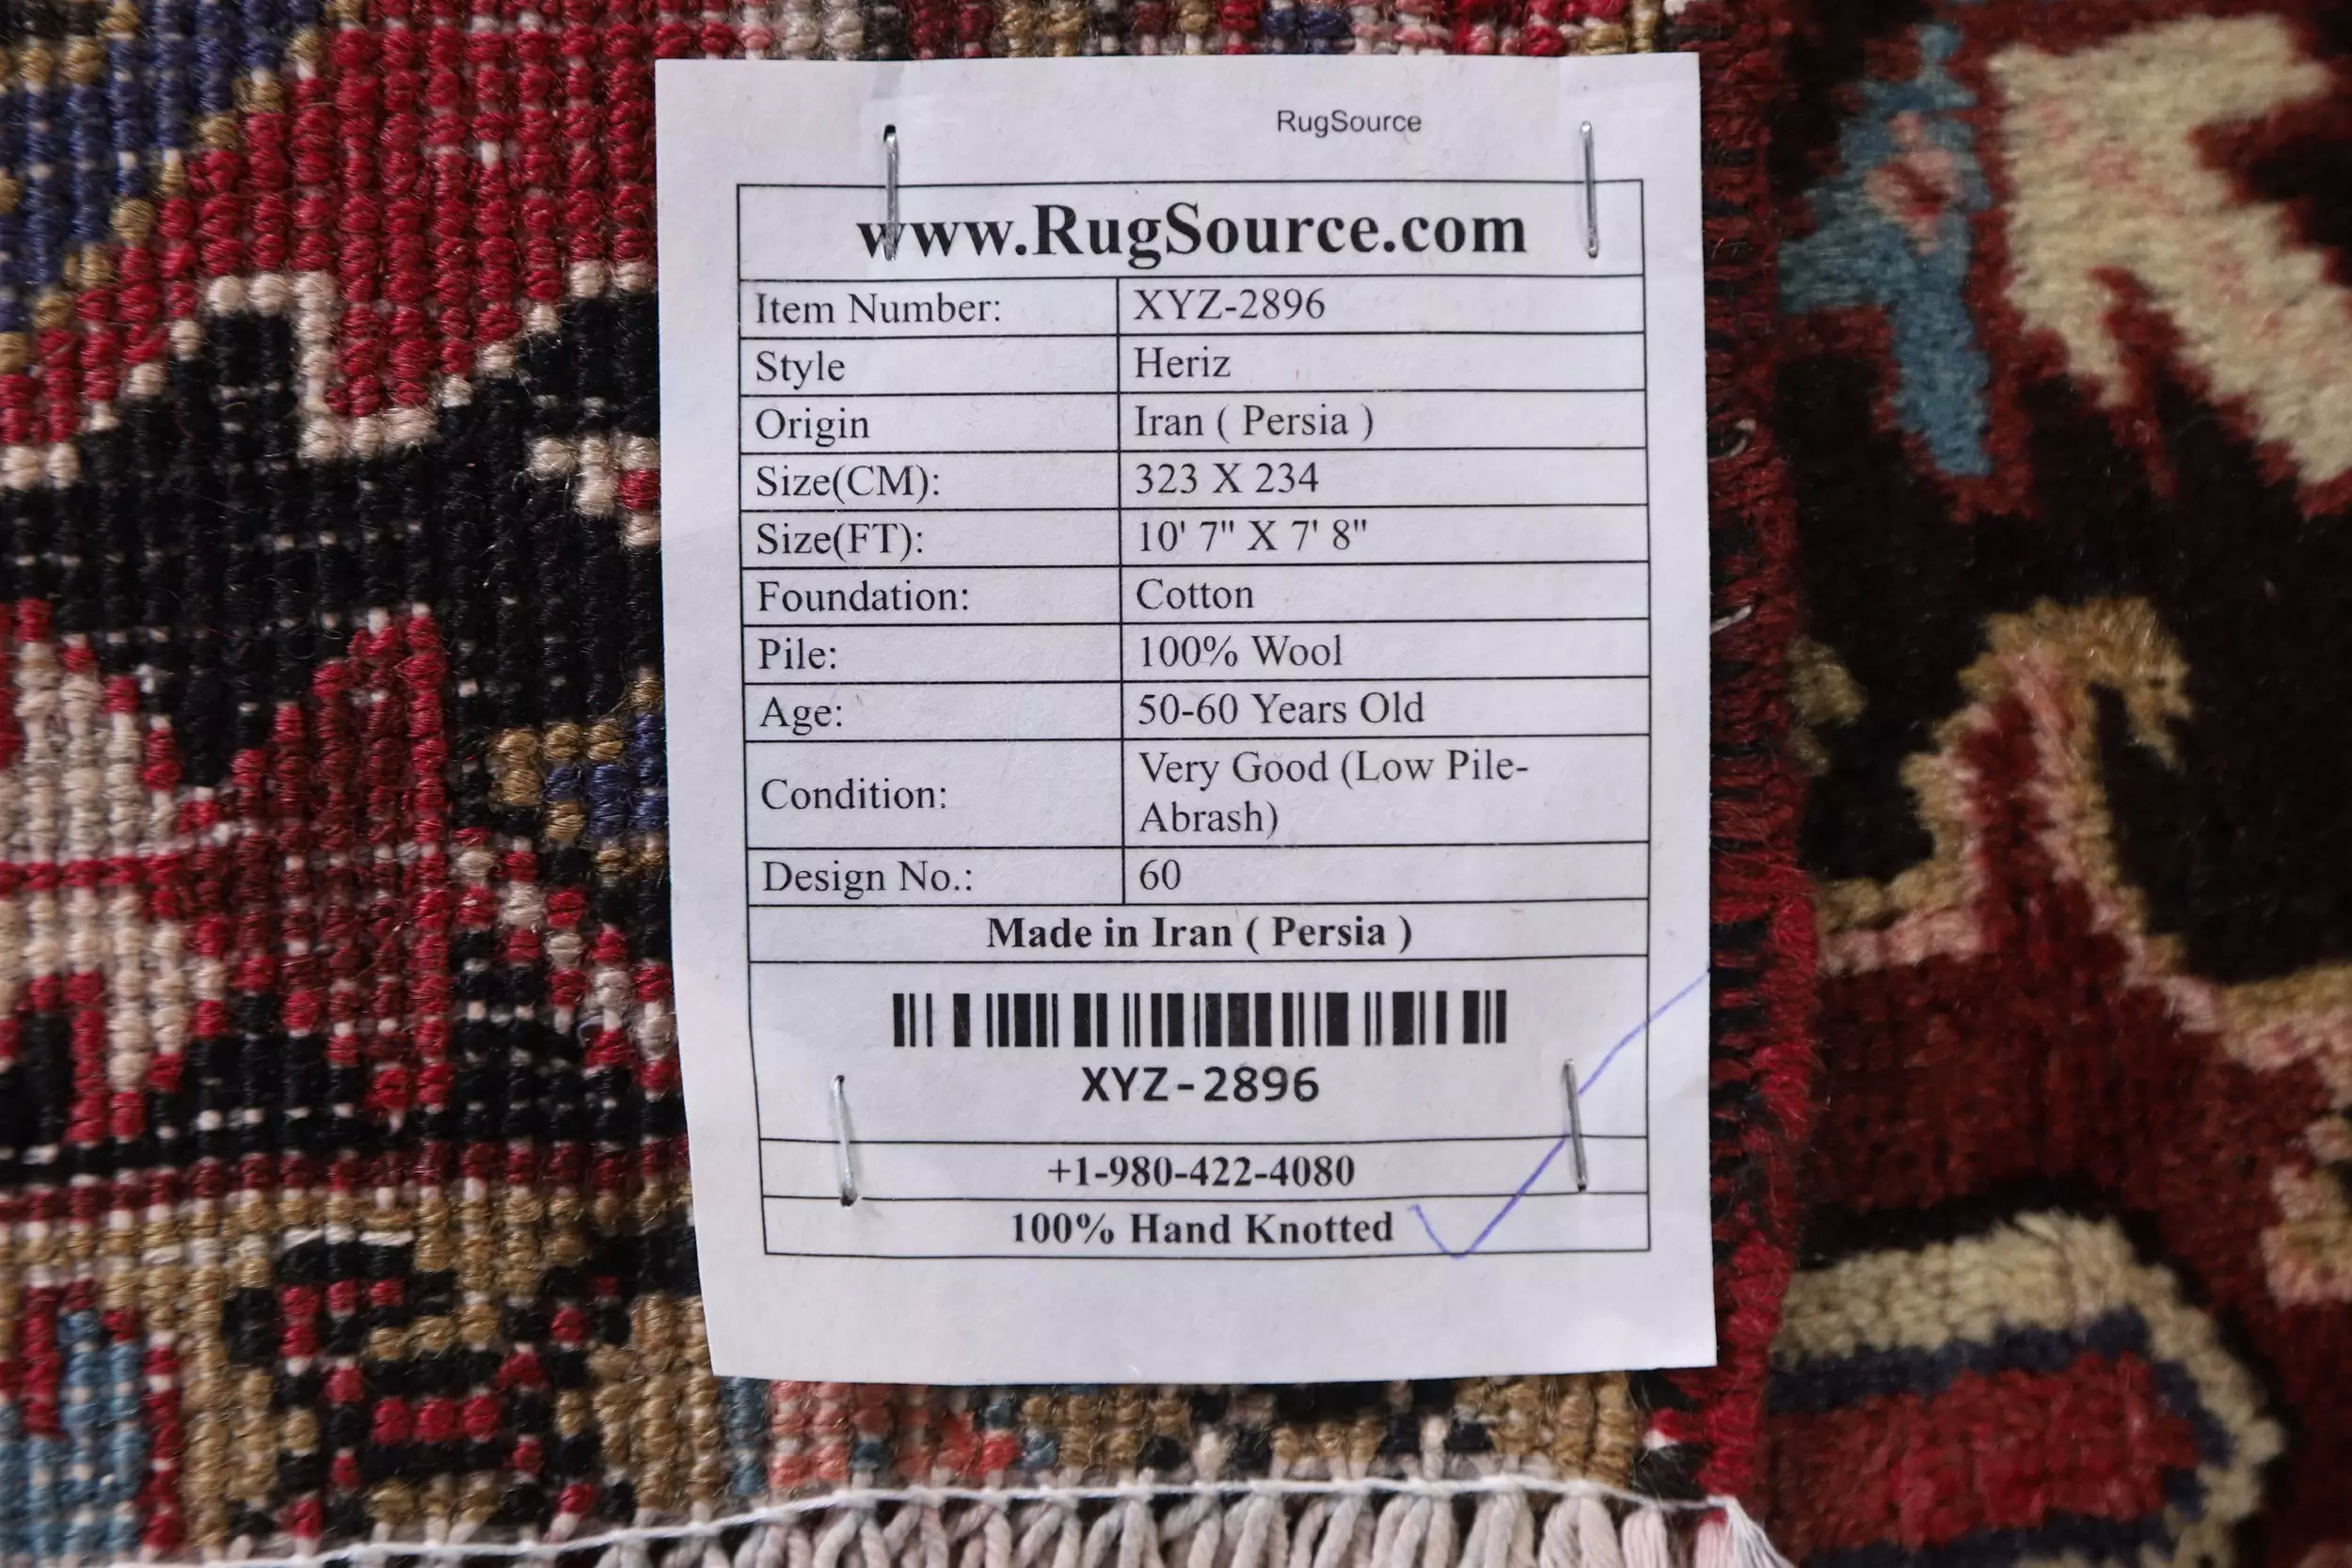 RugSource
www.RugSource.com
Item Number: XYZ-2896
Style Heriz
Origin Iran ( Persia )
Size(CM): 323 X 234
Size(FT): 10' 7" X 7' 8"
Foundation: Cotton
Pile: 100% Wool
Age: 50-60 Years Old
Condition: Very Good (Low Pile-
Abrash)
Design No.: 60
Made in Iran ( Persia )
XYZ-2896
+1-980-422-4080
100% Hand Knotted